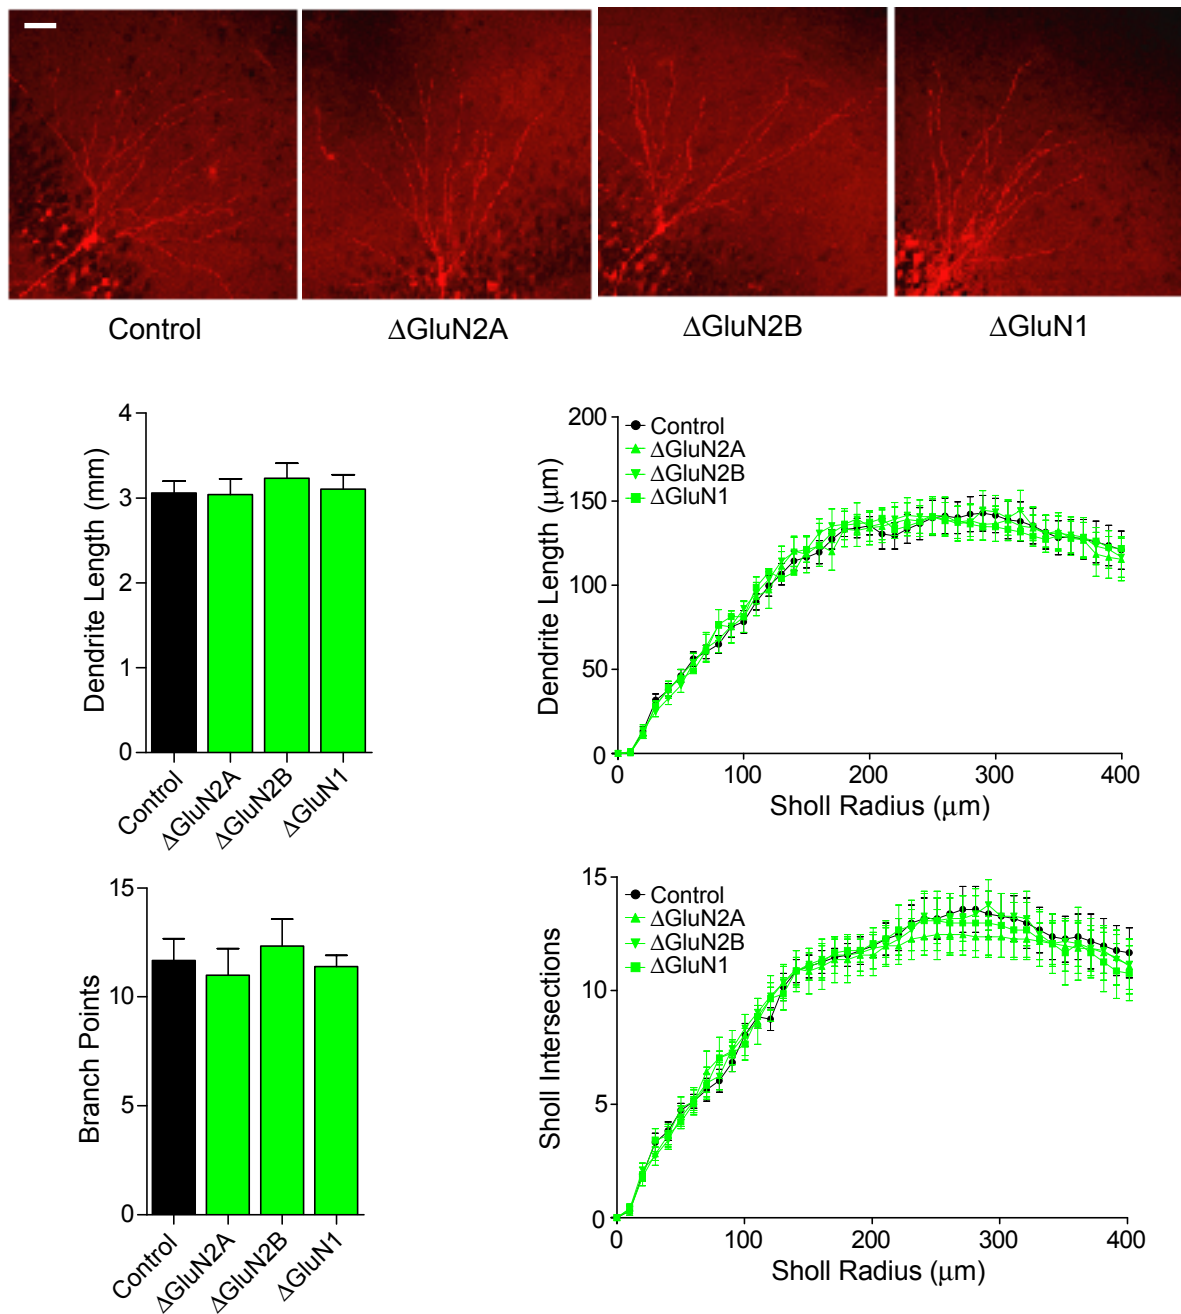 Control
ΔGluN2A
ΔGluN2B
ΔGluN1
Dendrite Length (mm)
4
3
2
1
0
Control
ΔGluN2A
ΔGluN2B
ΔGluN1
Dendrite Length (μm)
200
150
100
50
0
Control
ΔGluN2A
ΔGluN2B
ΔGluN1
0 100 200 300 400
Sholl Radius (μm)
Branch Points
15
10
5
0
Control
ΔGluN2A
ΔGluN2B
ΔGluN1
Sholl Intersections
15
10
5
0
Control
ΔGluN2A
ΔGluN2B
ΔGluN1
0 100 200 300 400
Sholl Radius (μm)